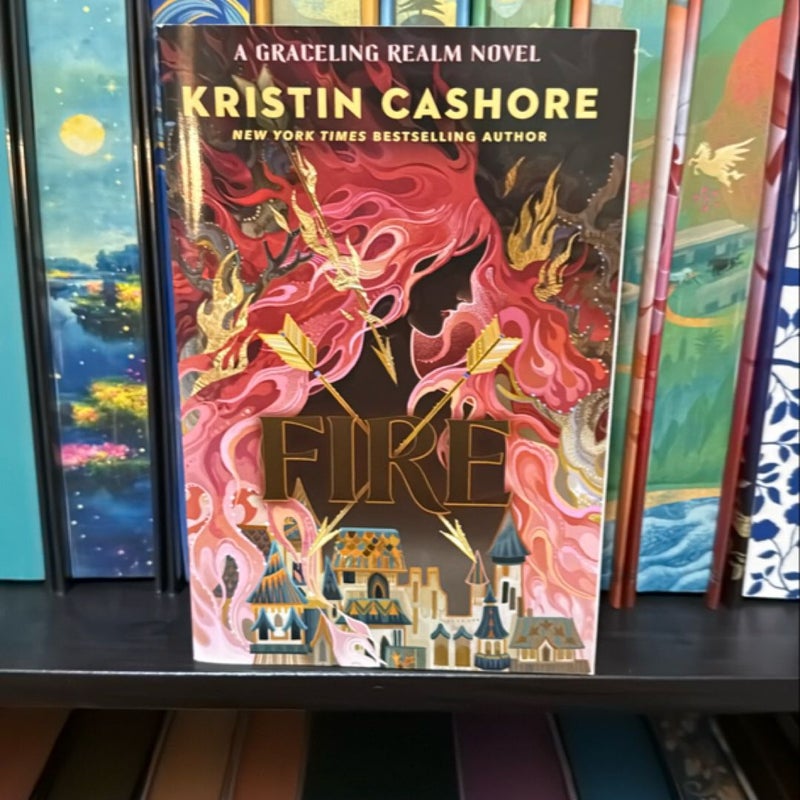 A GRACELING REALM NOVEL
KRISTIN CASHORE
NEW YORK TIMES BESTSELLING AUTHOR
FIRE